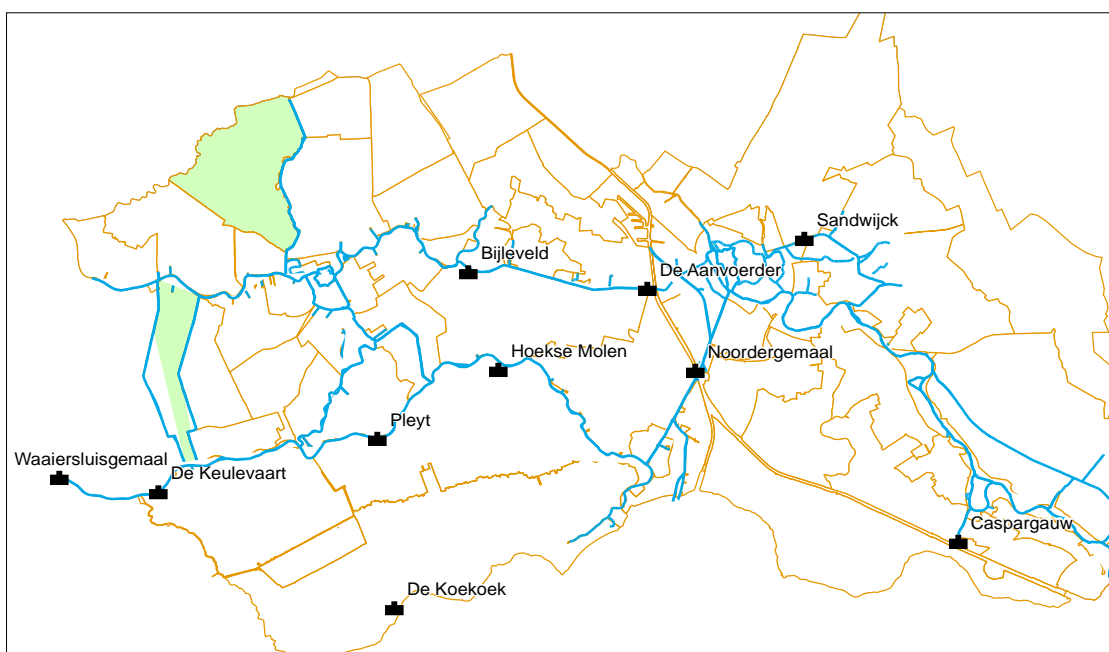 Sandwijck
Bijleveld
De Aanvoerder
Hoekse Molen
Noordergemaal
Pleyt
Waaiersluisgemaal
De Keulevaart
Caspargauw
De Koekoek